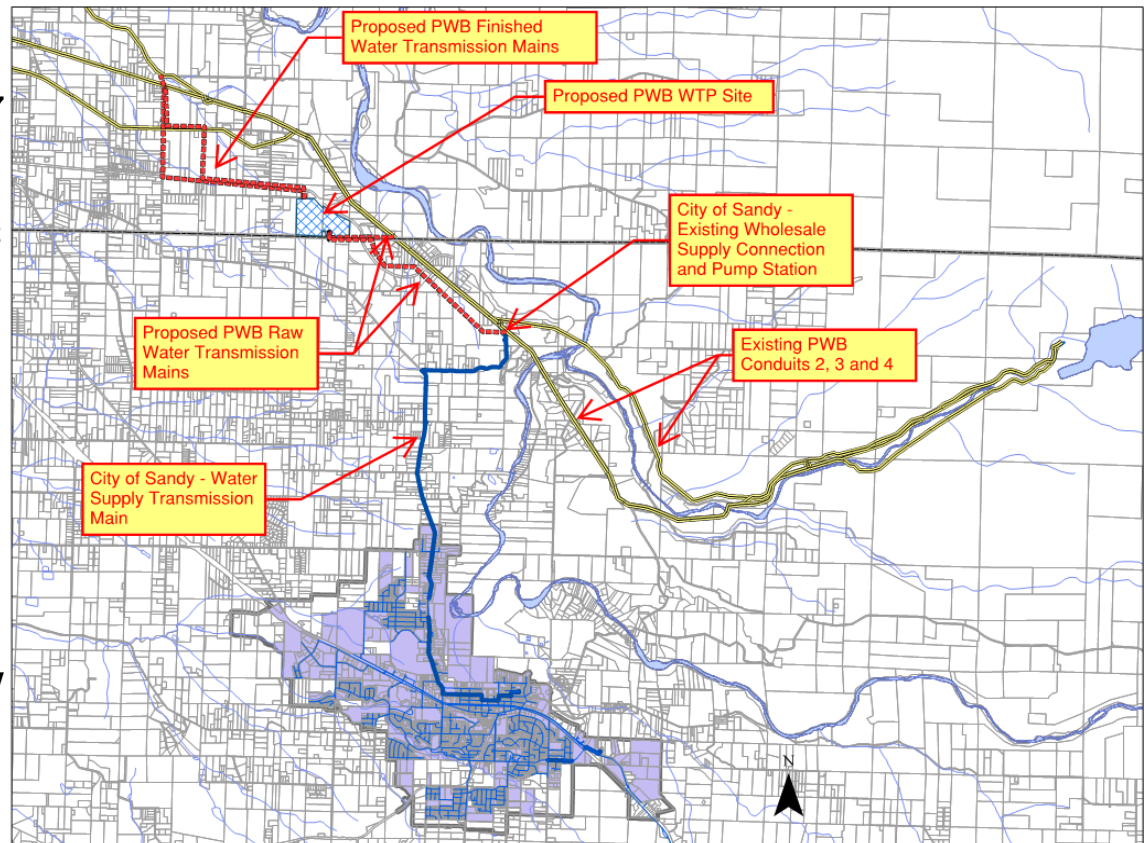 Proposed PWB Finished
Water Transmission Mains
Proposed PWB WTP Site
City of Sandy -
Existing Wholesale
Supply Connection
and Pump Station
Proposed PWB Raw
Water Transmission
Mains
Existing PWB
Conduits 2, 3 and 4
City of Sandy - Water
Supply Transmission
Main
N